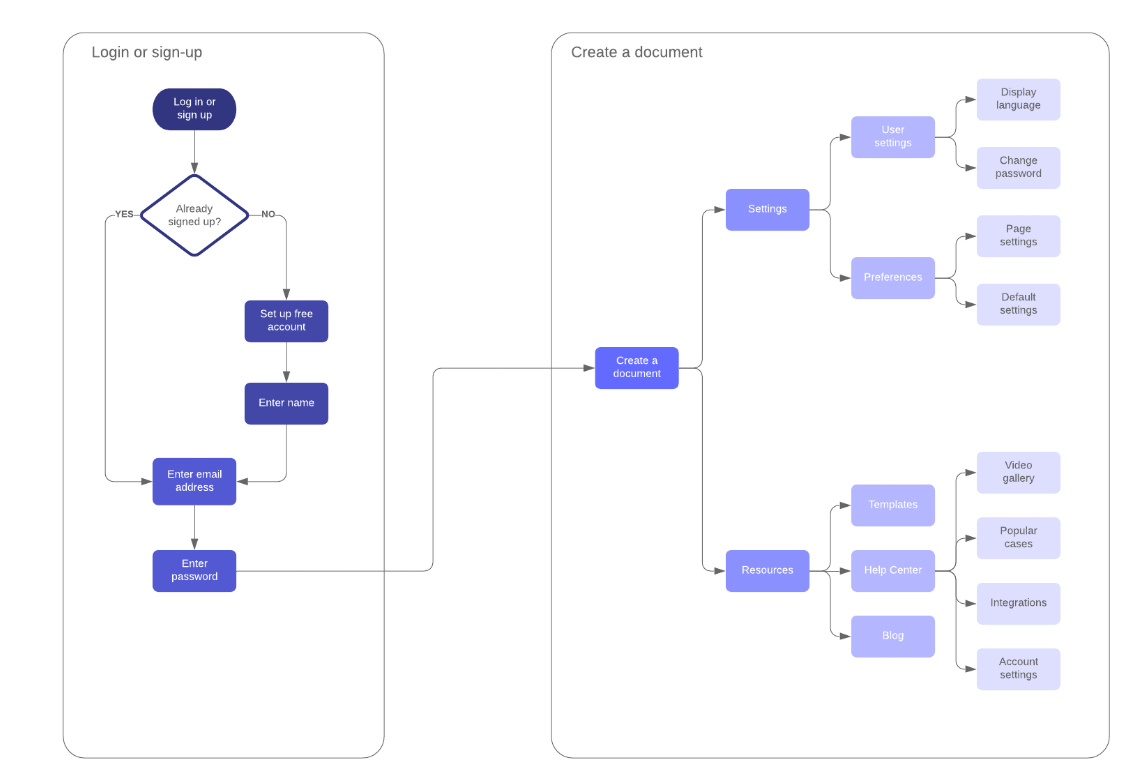 Login or sign-up
Log in or
sign up
Already
signed up?
YES
NO
Set up free
account
Enter name
Enter email
address
Enter
password
Create a document
Create a
document
Settings
User
settings
Display
language
Change
password
Preferences
Page
settings
Default
settings
Resources
Templates
Help Center
Blog
Video
gallery
Popular
cases
Integrations
Account
settings